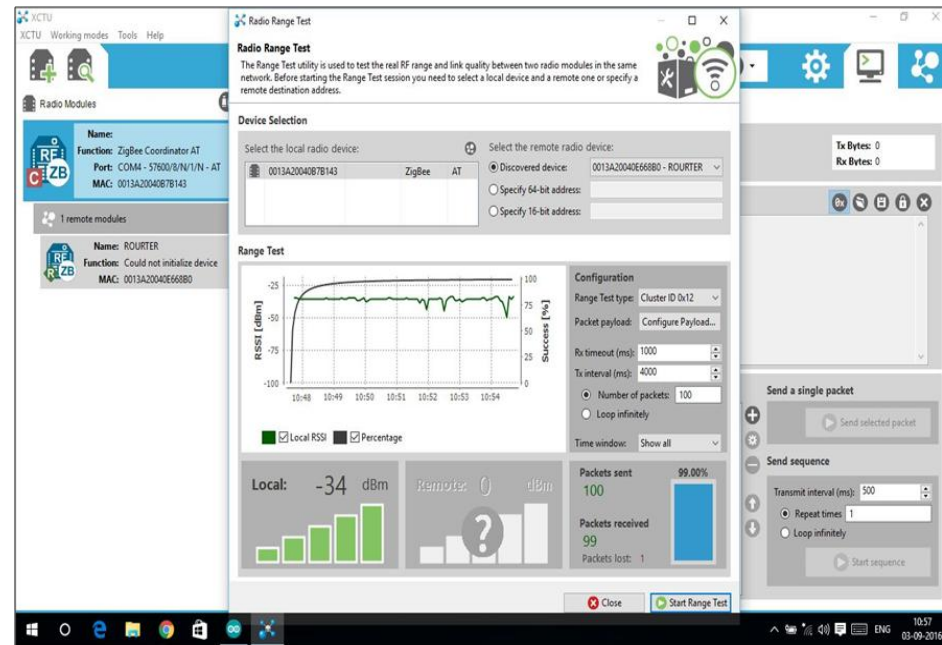 XCTU
XCTU Working modes Tools Help
Radio Modules
Name:
Function: ZigBee Coordinator AT
Port: COM4 - 57600/8/N/1/N - AT
MAC: 0013A20040B7B143
1 remote modules
Name: ROURTER
Function: Could not initialize device
MAC: 0013A20040E668B0
Radio Range Test
Radio Range Test
The Range Test utility is used to test the real RF range and link quality between two radio modules in the same
network. Before starting the Range Test session you need to select a local device and a remote one or specify a
remote destination address.
Device Selection
Select the local radio device:
0013A20040B7B143 ZigBee AT
Select the remote radio device:
Discovered device: 0013A20040E668B0 - ROURTER
Specify 64-bit address:
Specify 16-bit address:
Range Test
RSSI [dBm]
-25
-50
-75
-100
100
75
50
25
0
Success [%]
10:48 10:49 10:50 10:51 10:52 10:53 10:54
Local RSSI Percentage
Configuration
Range Test type: Cluster ID 0x12
Packet payload: Configure Payload...
Rx timeout (ms): 1000
Tx interval (ms): 4000
Number of packets: 100
Loop infinitely
Time window: Show all
Local: -34 dBm
Remote: 0 dBm
?
Packets sent 99.00%
100
Packets received
99
Packets lost: 1
Close Start Range Test
Tx Bytes: 0
Rx Bytes: 0
Send a single packet
Send selected packet
Send sequence
Transmit interval (ms): 500
Repeat times 1
Loop infinitely
Start sequence
ENG 10:57
03-09-2016
RF
C ZB
RF
R ZB